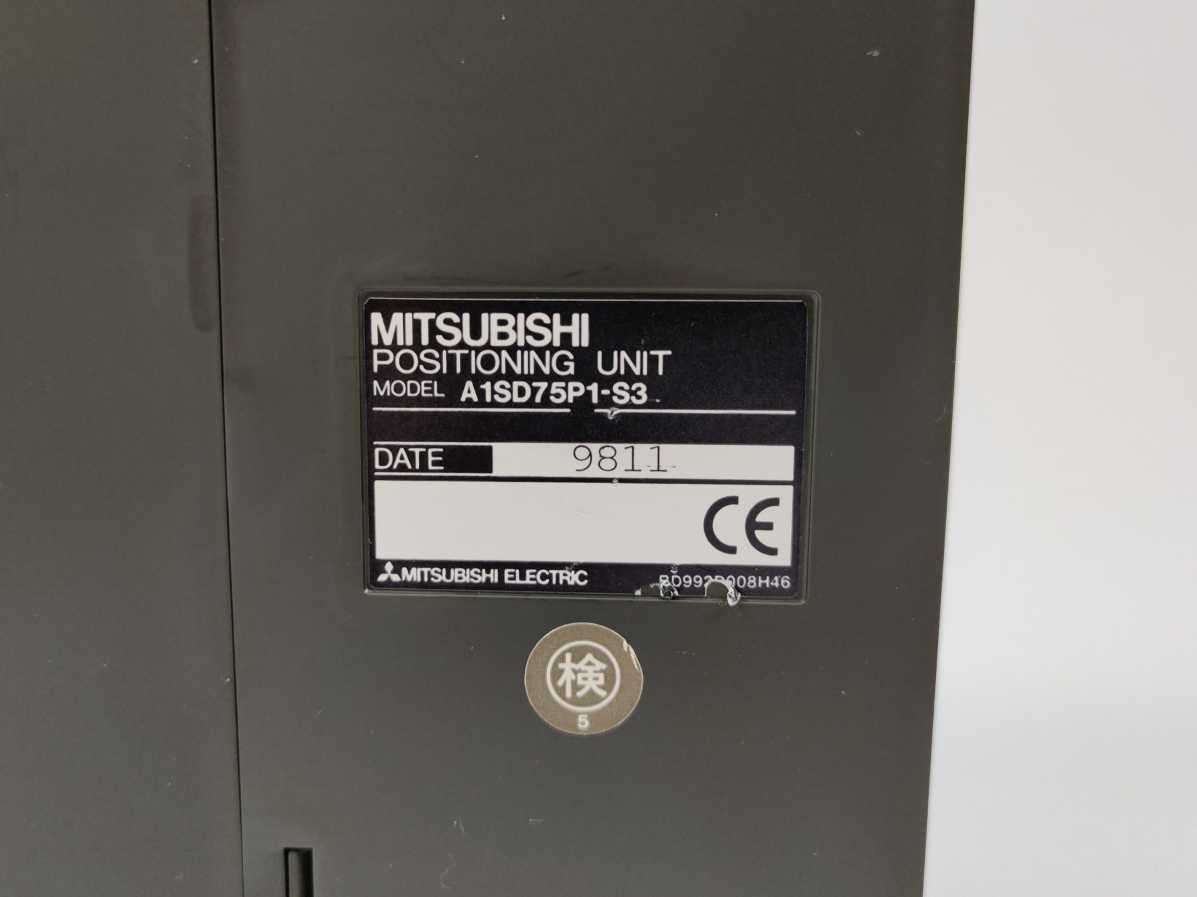 MITSUBISHI
POSITIONING UNIT
MODEL A1SD75P1-S3
DATE 9811
CE
MITSUBISHI ELECTRIC
検
5